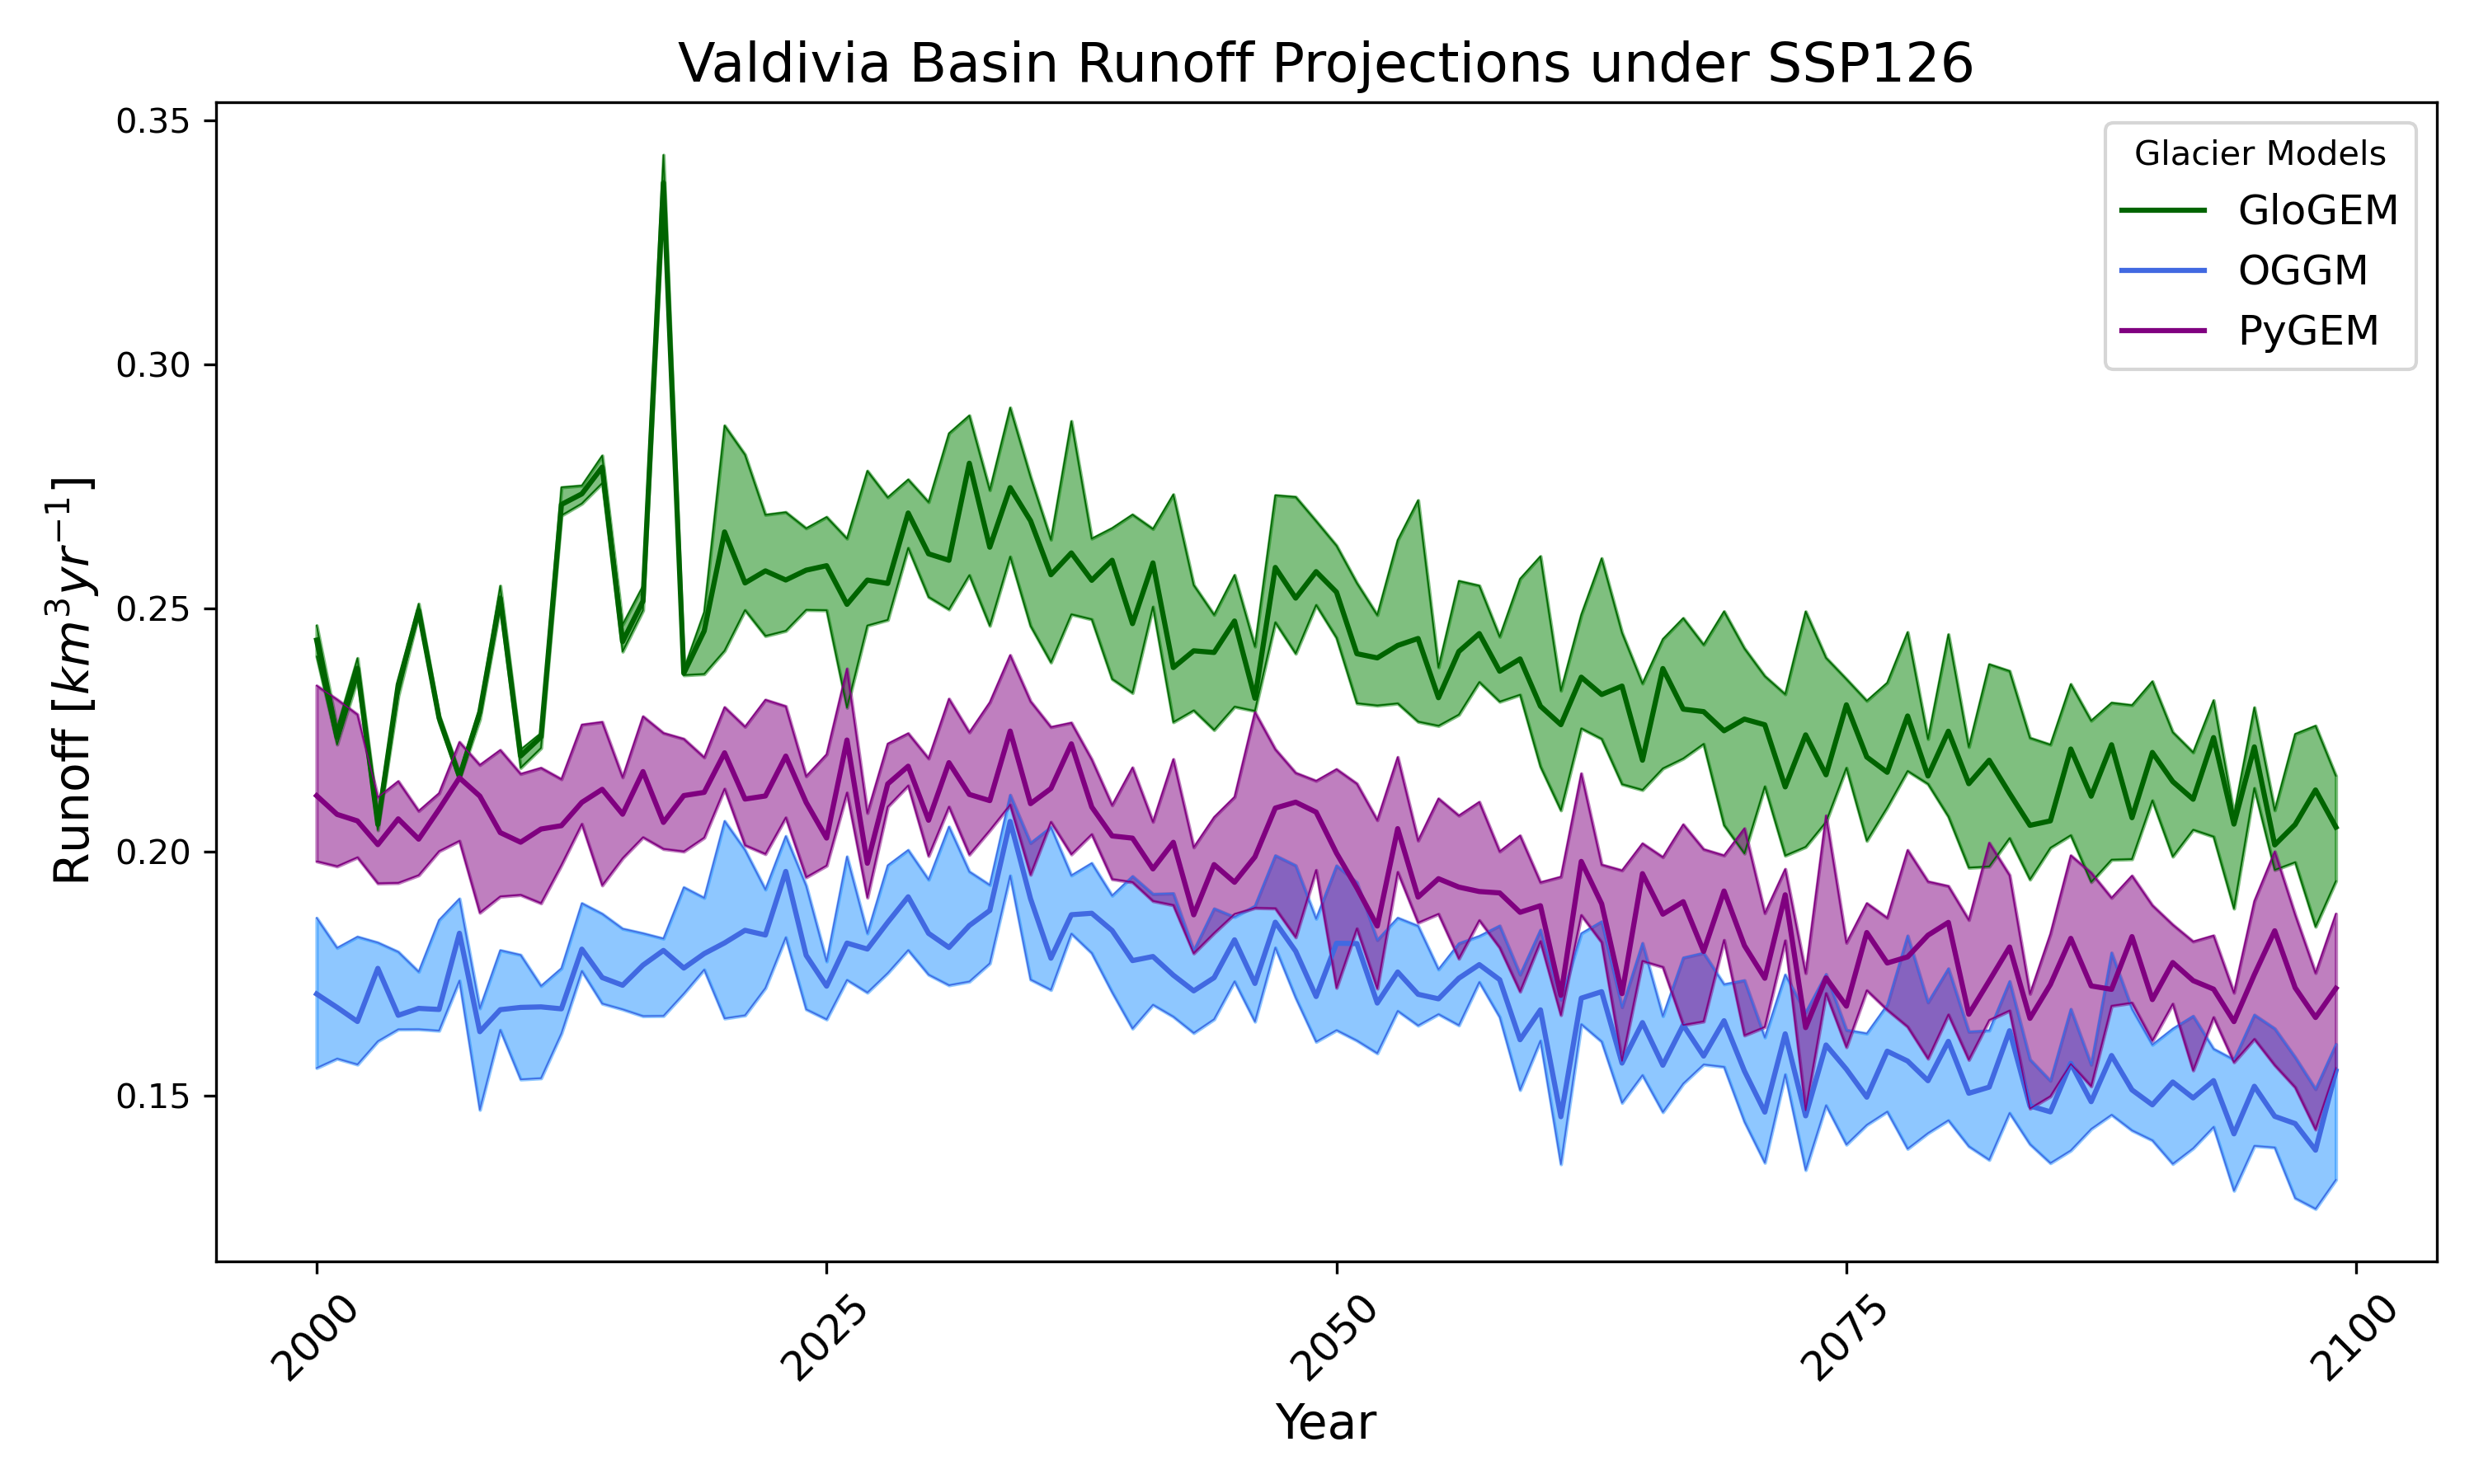 Valdivia Basin Runoff Projections under SSP126
Runoff [km³yr⁻¹]
0.35
0.30
0.25
0.20
0.15
Glacier Models
GloGEM
OGGM
PyGEM
2000
2025
2050
2075
2100
Year